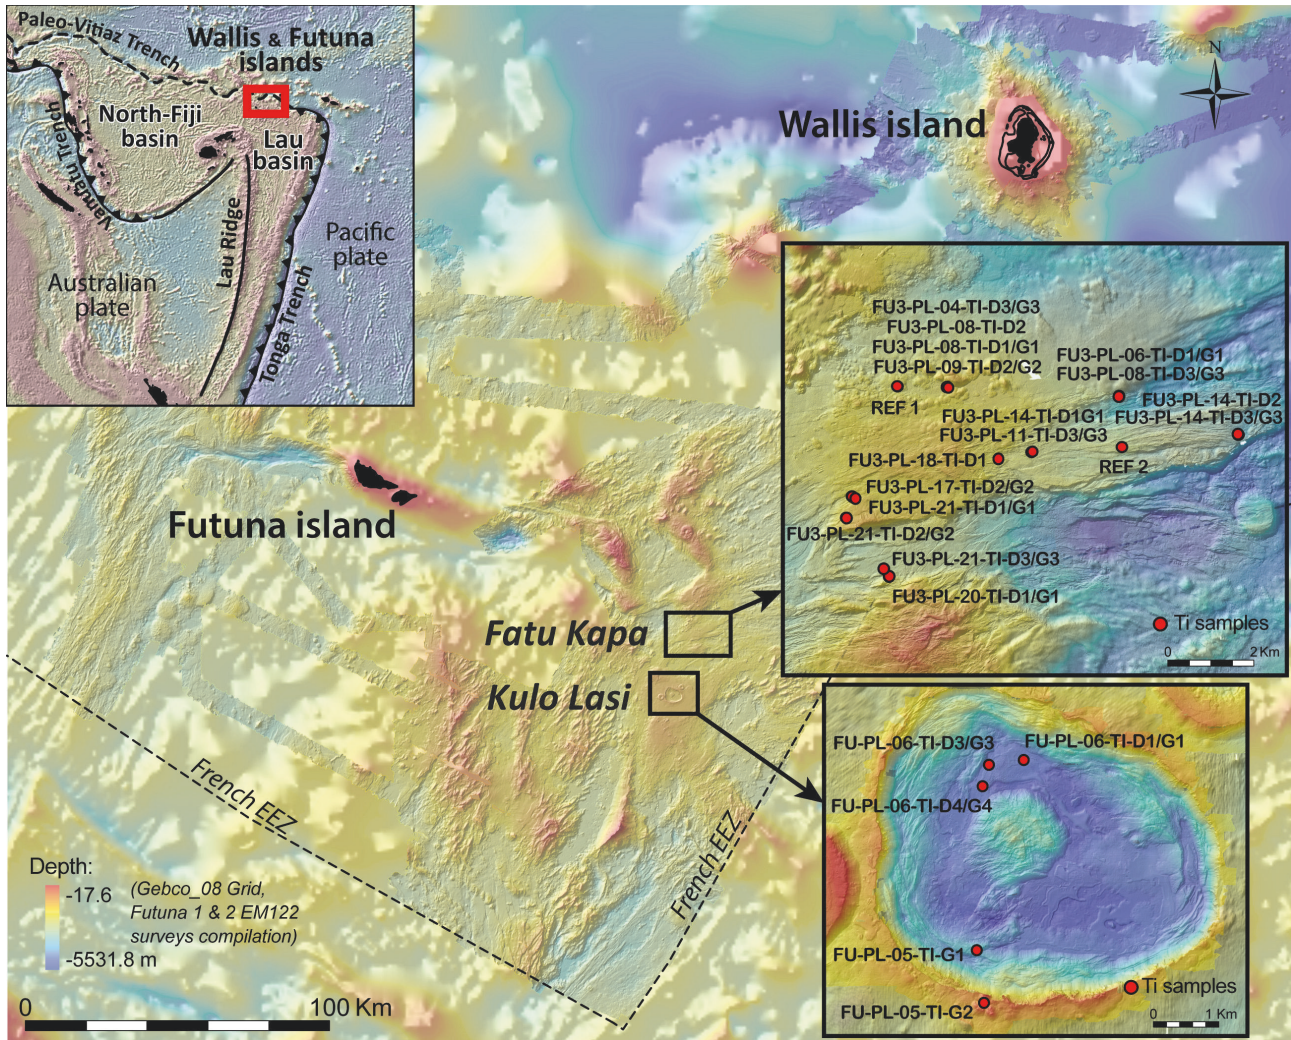 Paleo-Vitiaz Trench
Wallis & Futuna
islands
North-Fiji
basin
Lau
basin
Vannatu Trench
Lau Ridge
Tonga Trench
Pacific
plate
Australian
plate
Wallis island
N
Futuna island
Fatu Kapa
Kulo Lasi
French EEZ
French EEZ
Depth:
-17.6
-5531.8 m
(Gebco_08 Grid,
Futuna 1 & 2 EM122
surveys compilation)
0 100 Km
FU3-PL-04-TI-D3/G3
FU3-PL-08-TI-D2
FU3-PL-08-TI-D1/G1
FU3-PL-09-TI-D2/G2
REF 1
FU3-PL-06-TI-D1/G1
FU3-PL-08-TI-D3/G3
FU3-PL-14-TI-D2
FU3-PL-14-TI-D3/G3
FU3-PL-14-TI-D1G1
FU3-PL-11-TI-D3/G3
REF 2
FU3-PL-18-TI-D1
FU3-PL-17-TI-D2/G2
FU3-PL-21-TI-D1/G1
FU3-PL-21-TI-D2/G2
FU3-PL-21-TI-D3/G3
FU3-PL-20-TI-D1/G1
Ti samples
0 2 Km
FU-PL-06-TI-D3/G3
FU-PL-06-TI-D1/G1
FU-PL-06-TI-D4/G4
FU-PL-05-TI-G1
FU-PL-05-TI-G2
Ti samples
0 1 Km